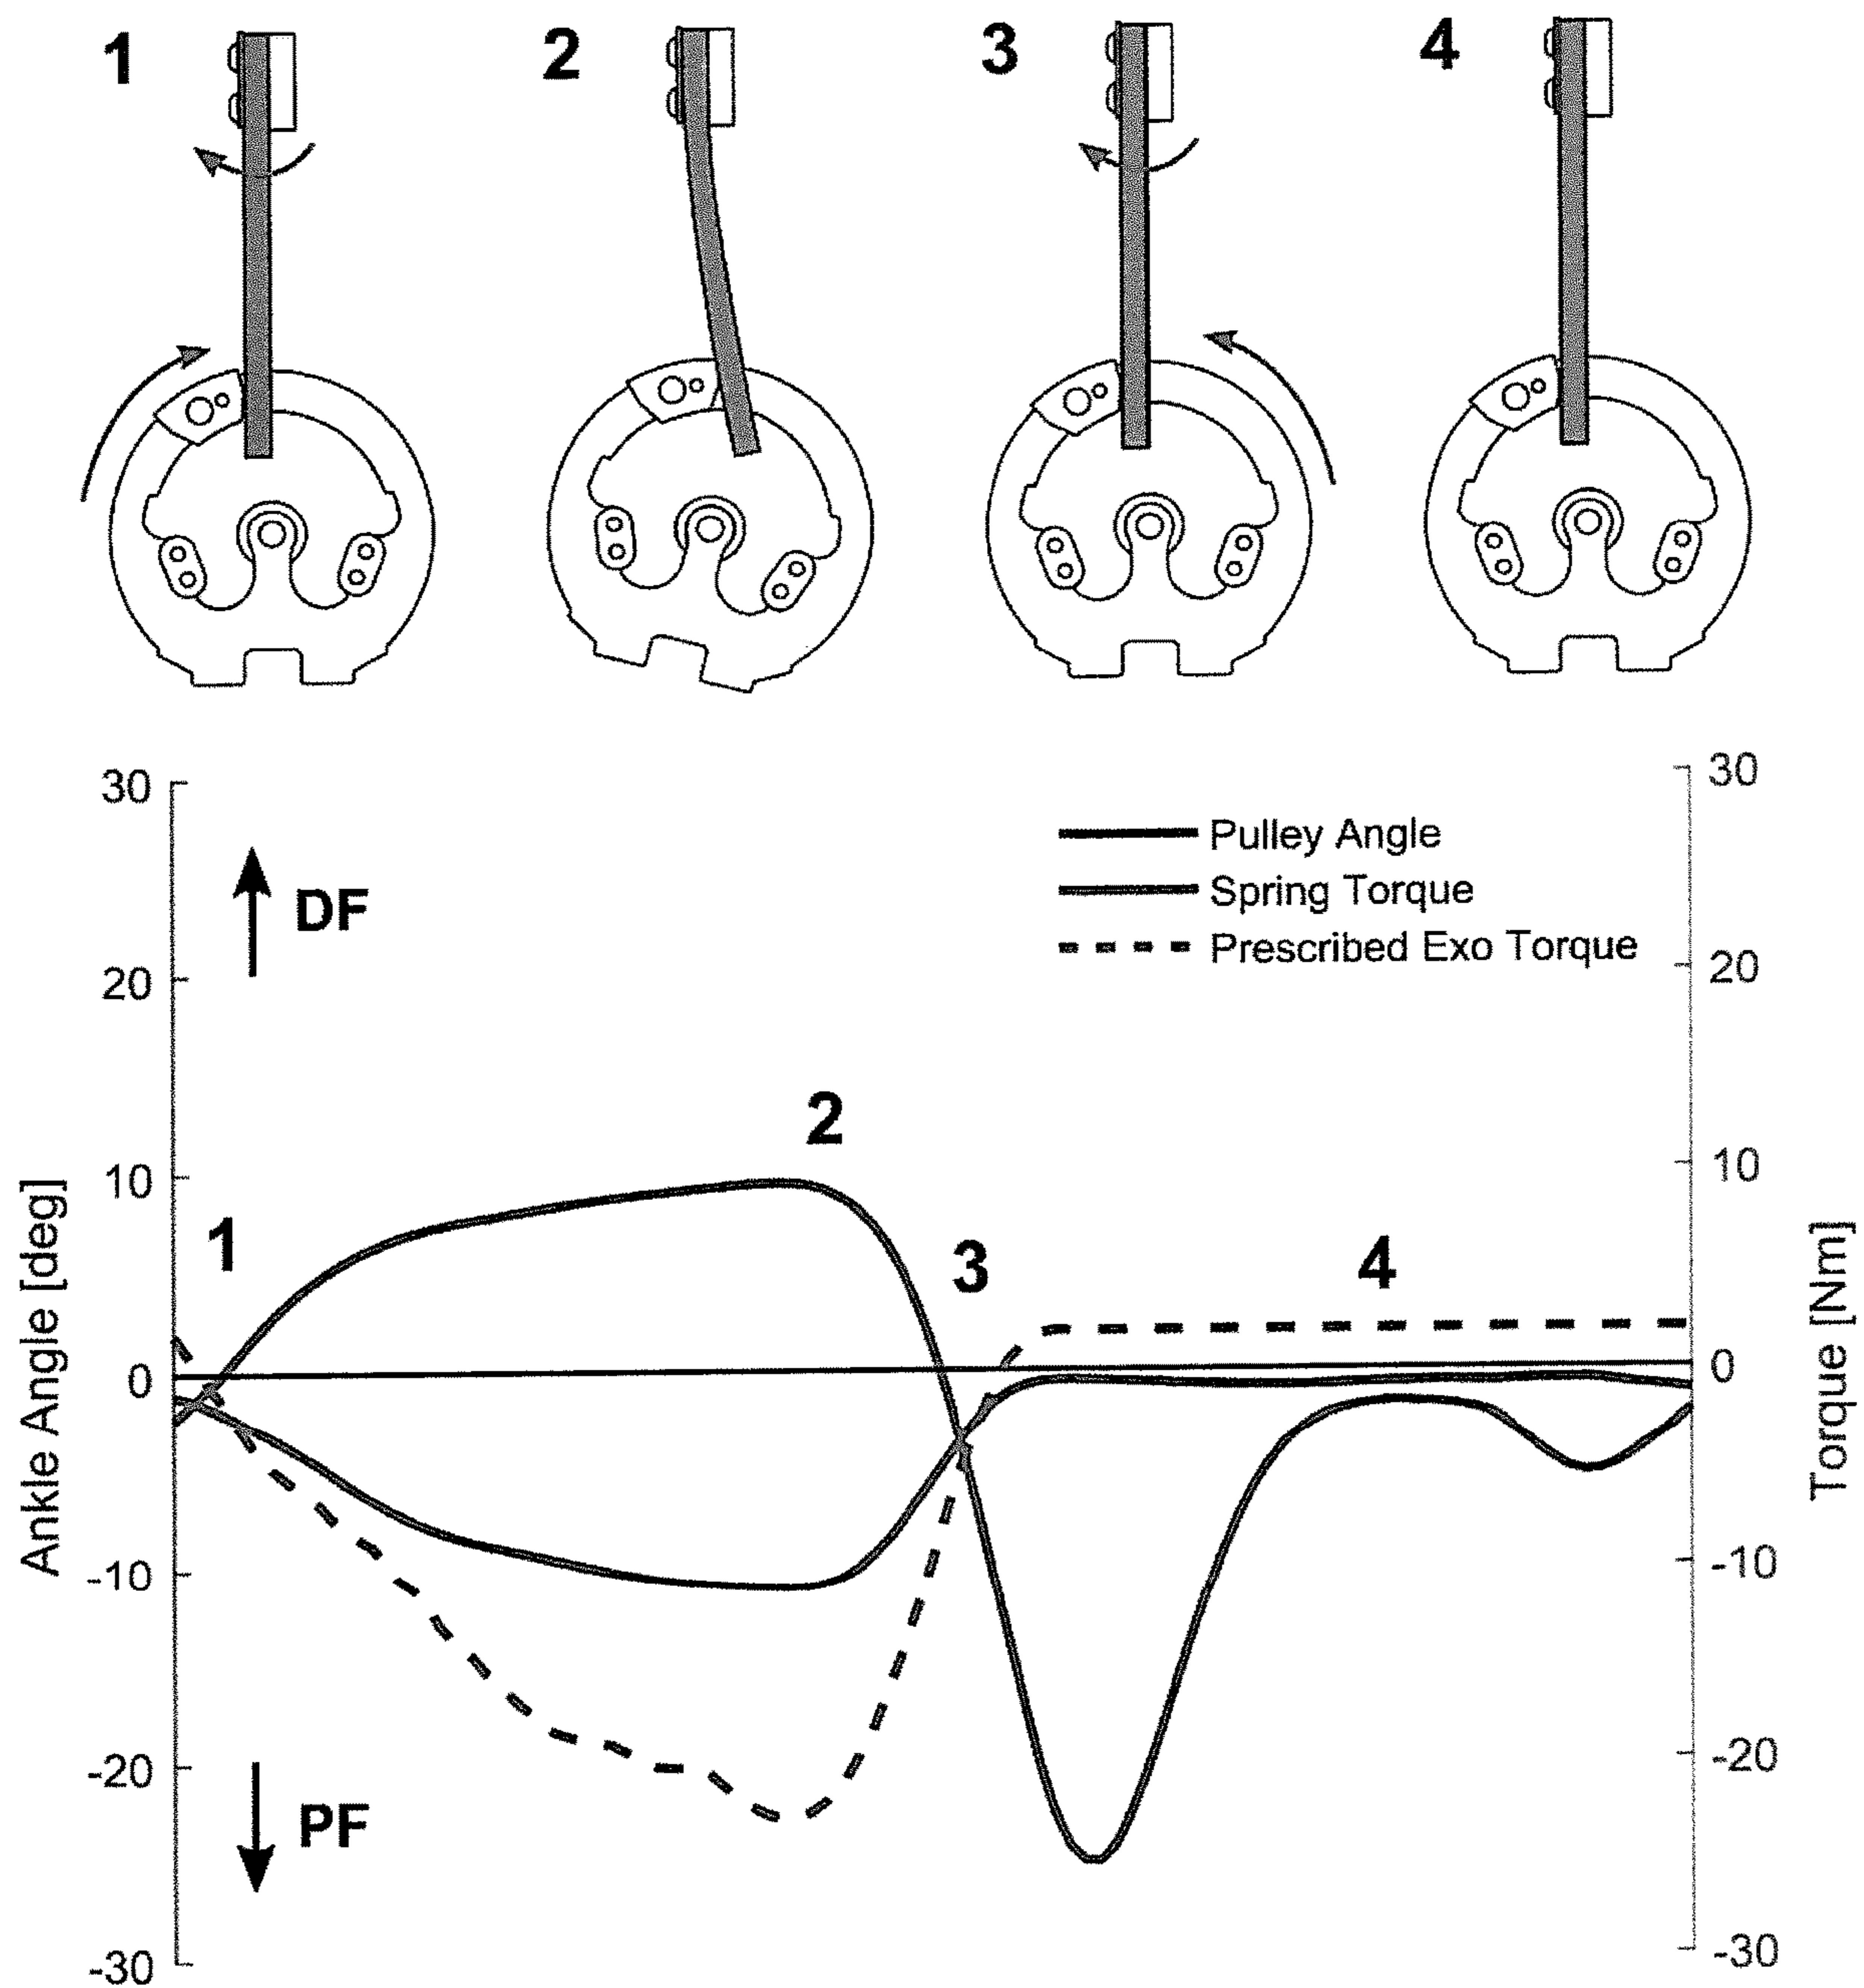 1 2 3 4
30 30
Pulley Angle
DF
Spring Torque
Prescribed Exo Torque
20 20
2
10 10
1 3 4
Ankle Angle [deg]
Torque [Nm]
0 0
-10 -10
-20 -20
PF
-30 -30